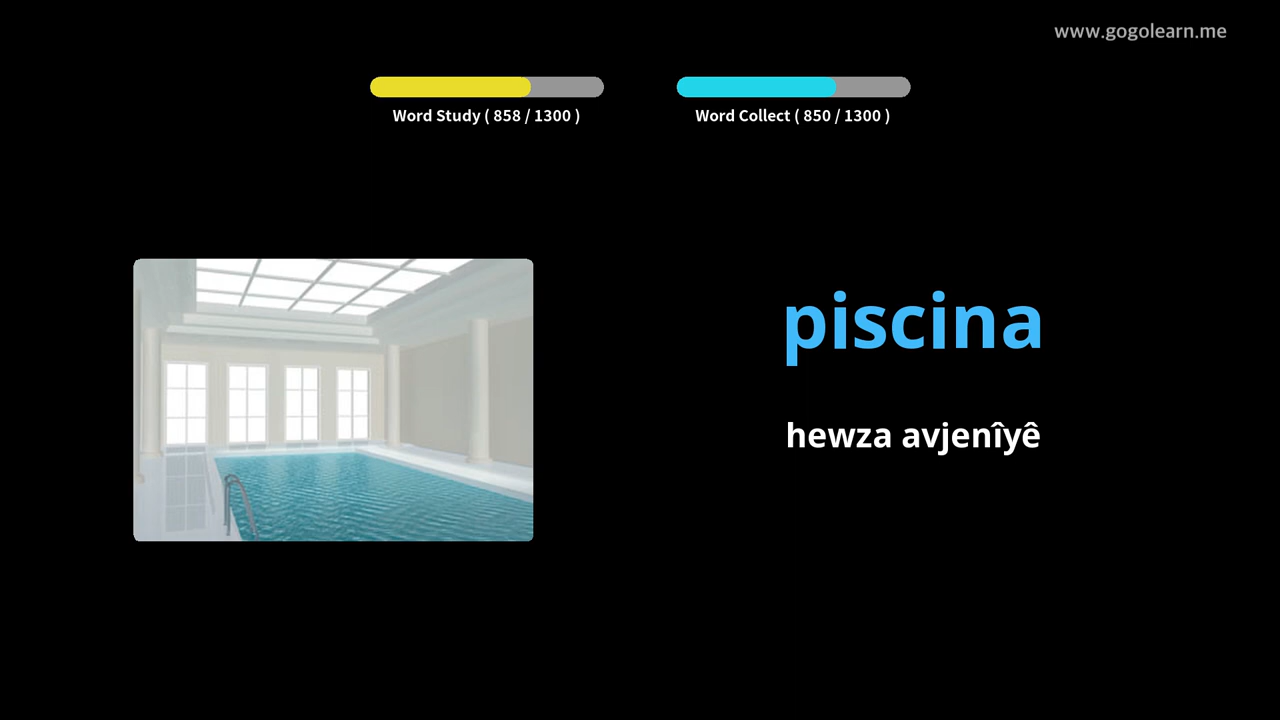 www.gogolearn.me
Word Study ( 858 / 1300 )
Word Collect ( 850 / 1300 )
piscina
hewza avjenîyê